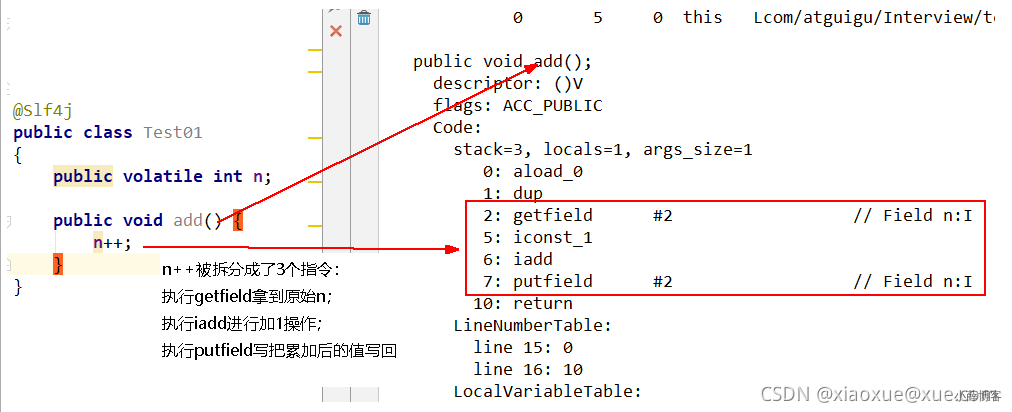 @Slf4j
public class Test01
{
public volatile int n;
public void add() {
n++;
}
}
n++被拆分成了3个指令：
执行getfield拿到原始n；
执行iadd进行加1操作；
执行putfield写把累加后的值写回
0 5 0 this Lcom/atguigu/Interview/te
public void add();
descriptor: ()V
flags: ACC_PUBLIC
Code:
stack=3, locals=1, args_size=1
0: aload_0
1: dup
2: getfield #2 // Field n:I
5: iconst_1
6: iadd
7: putfield #2 // Field n:I
10: return
LineNumberTable:
line 15: 0
line 16: 10
LocalVariableTable:
CSDN @xiaoxue@xue